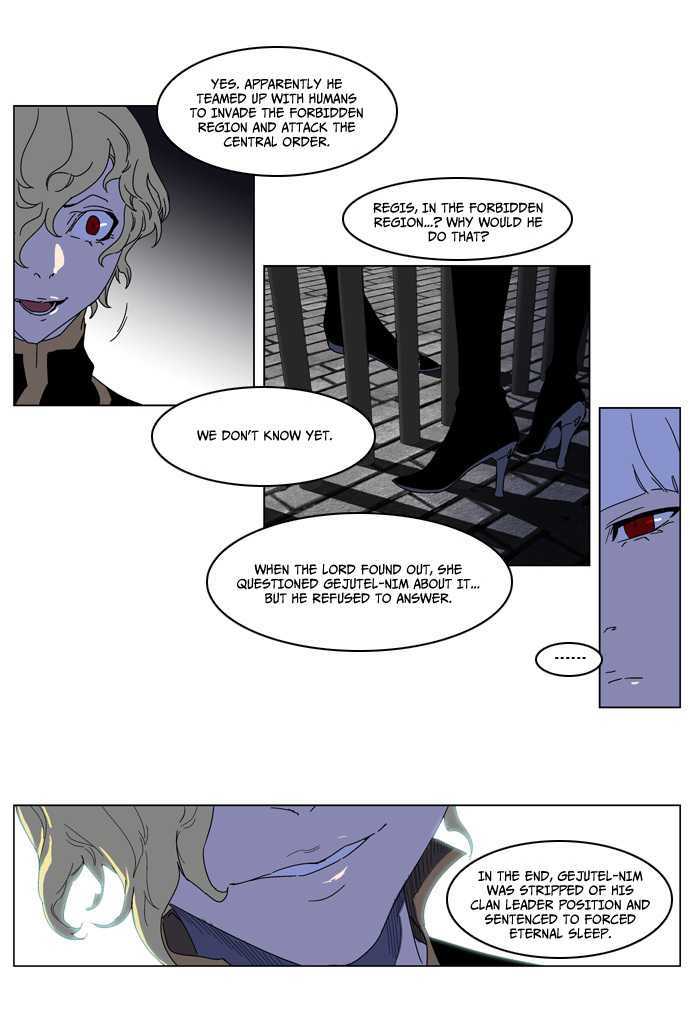 YES. APPARENTLY HE
TEAMED UP WITH HUMANS
TO INVADE THE FORBIDDEN
REGION AND ATTACK THE
CENTRAL ORDER.
REGIS, IN THE FORBIDDEN
REGION...? WHY WOULD HE
DO THAT?
WE DON'T KNOW YET.
WHEN THE LORD FOUND OUT, SHE
QUESTIONED GEJUTEL-NIM ABOUT IT...
BUT HE REFUSED TO ANSWER.
......
IN THE END, GEJUTEL-NIM
WAS STRIPPED OF HIS
CLAN LEADER POSITION AND
SENTENCED TO FORCED
ETERNAL SLEEP.